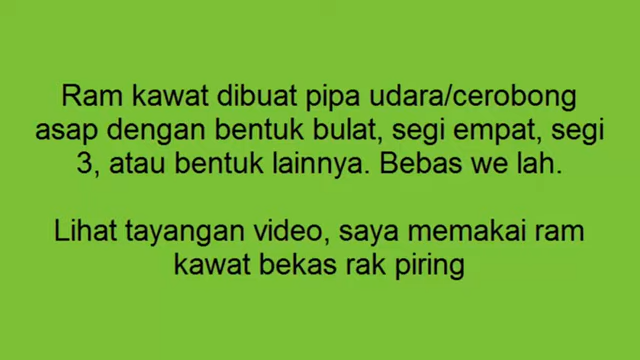 Ram kawat dibuat pipa udara/cerobong
asap dengan bentuk bulat, segi empat, segi
3, atau bentuk lainnya. Bebas we lah.
Lihat tayangan video, saya memakai ram
kawat bekas rak piring